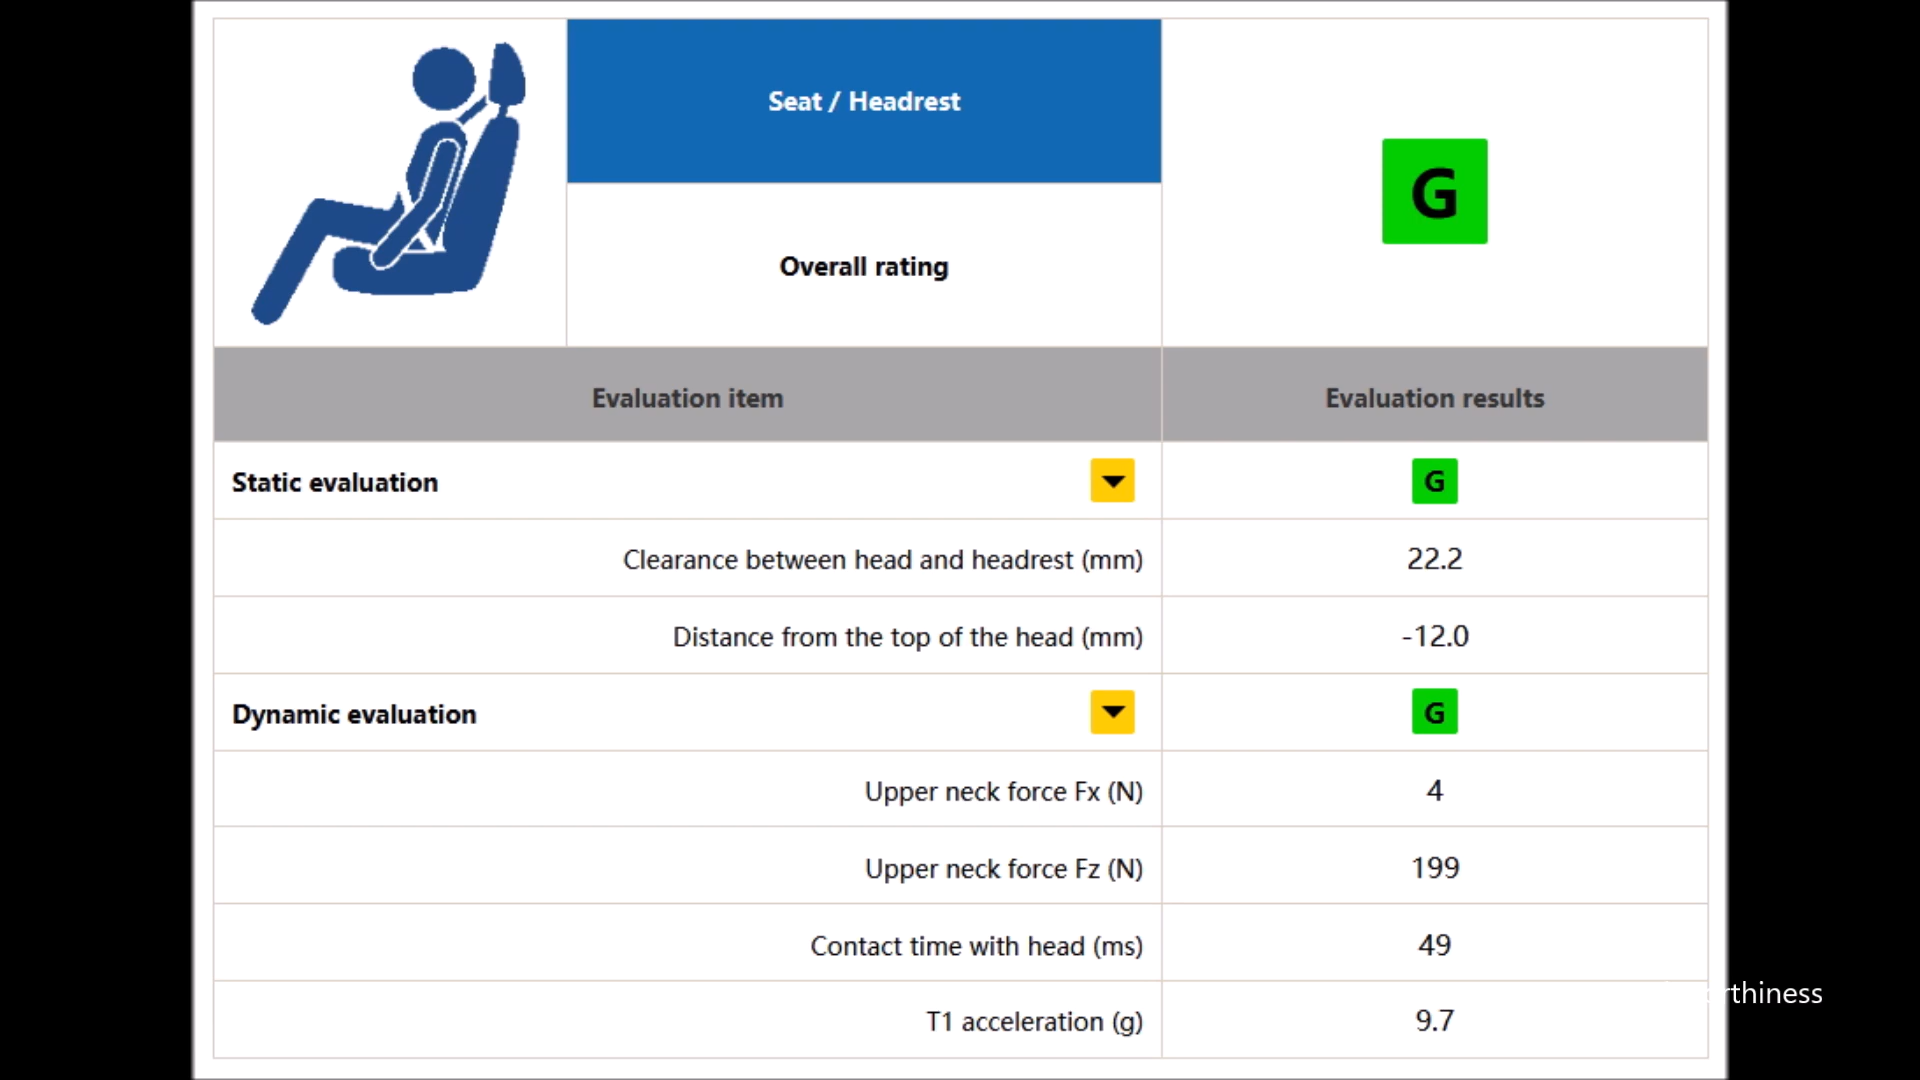 Seat / Headrest
G
Overall rating
Evaluation item
Evaluation results
Static evaluation
G
Clearance between head and headrest (mm)
22.2
Distance from the top of the head (mm)
-12.0
Dynamic evaluation
G
Upper neck force Fx (N)
4
Upper neck force Fz (N)
199
Contact time with head (ms)
49
T1 acceleration (g)
9.7